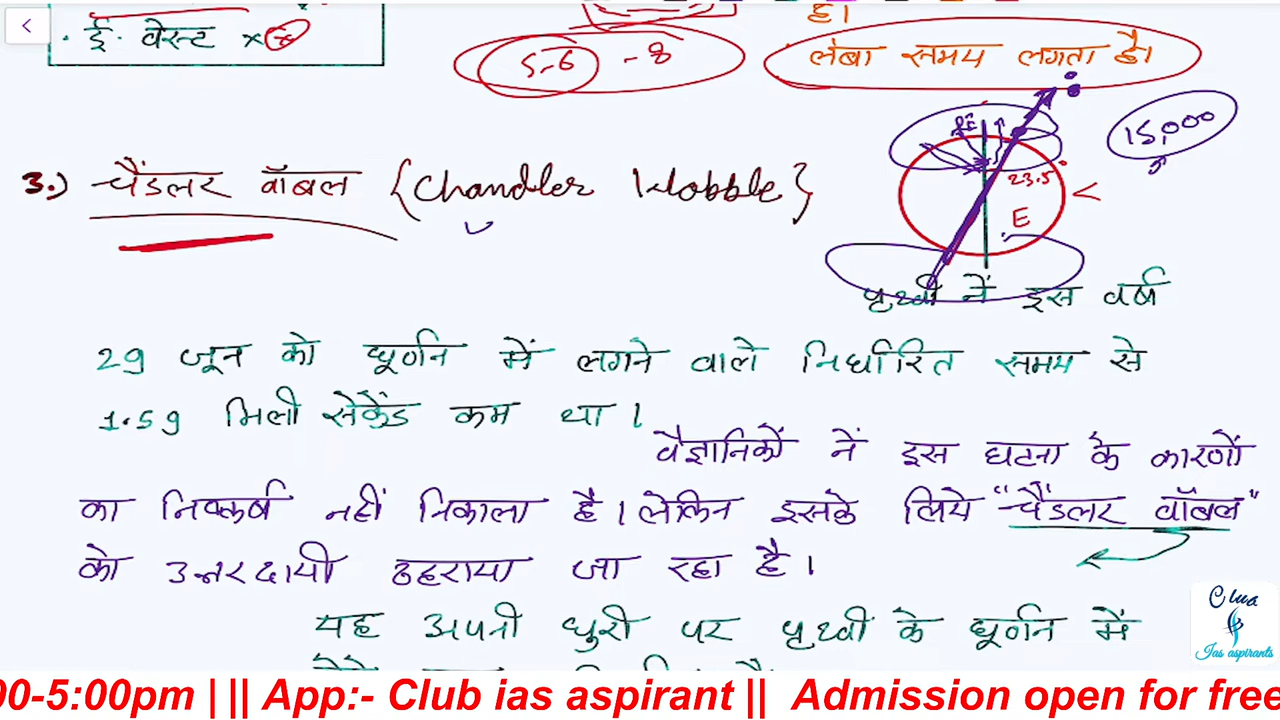 • ई• वेस्ट ×
है।
5-6 - 8
लंबा समय लगता है।
15,000
23.5°
E
3.) चैंडलर वॉबल {Chandler Wobble}
पृथ्वी नें इस वर्ष
29 जून को घूर्णन में लगने वाले निर्धारित समय से
1.59 मिली सेकैंड कम था।
वैज्ञानिकों नें इस घटना के कारणों
का निष्कर्ष नहीं निकाला है। लेकिन इसके लिये "चैंडलर वॉबल"
को उत्तरदायी ठहराया जा रहा है।
यह अपनी धुरी पर पृथ्वी के घूर्णन में
Club
Ias aspirants
00-5:00pm | || App:- Club ias aspirant || Admission open for free